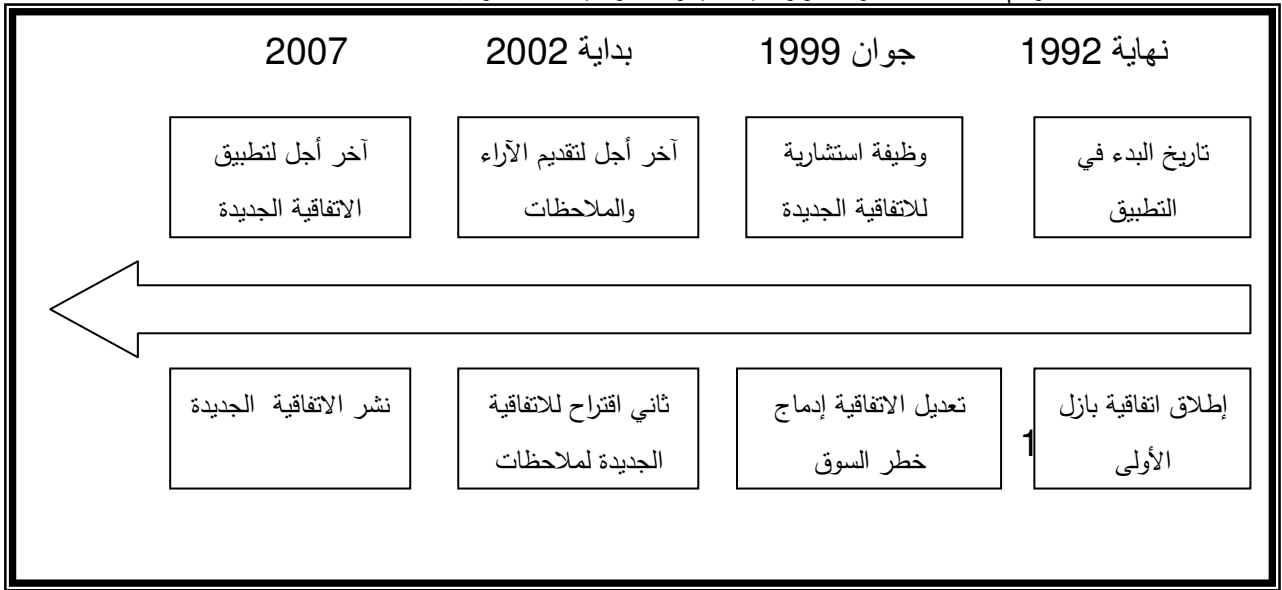 نهاية 1992
جوان 1999
بداية 2002
2007
تاريخ البدء في
التطبيق
وظيفة استشارية
للاتفاقية الجديدة
آخر أجل لتقديم الآراء
والملاحظات
آخر أجل لتطبيق
الاتفاقية الجديدة
إطلاق اتفاقية بازل
الأولى
1
تعديل الاتفاقية إدماج
خطر السوق
ثاني اقتراح للاتفاقية
الجديدة لملاحظات
نشر الاتفاقية الجديدة